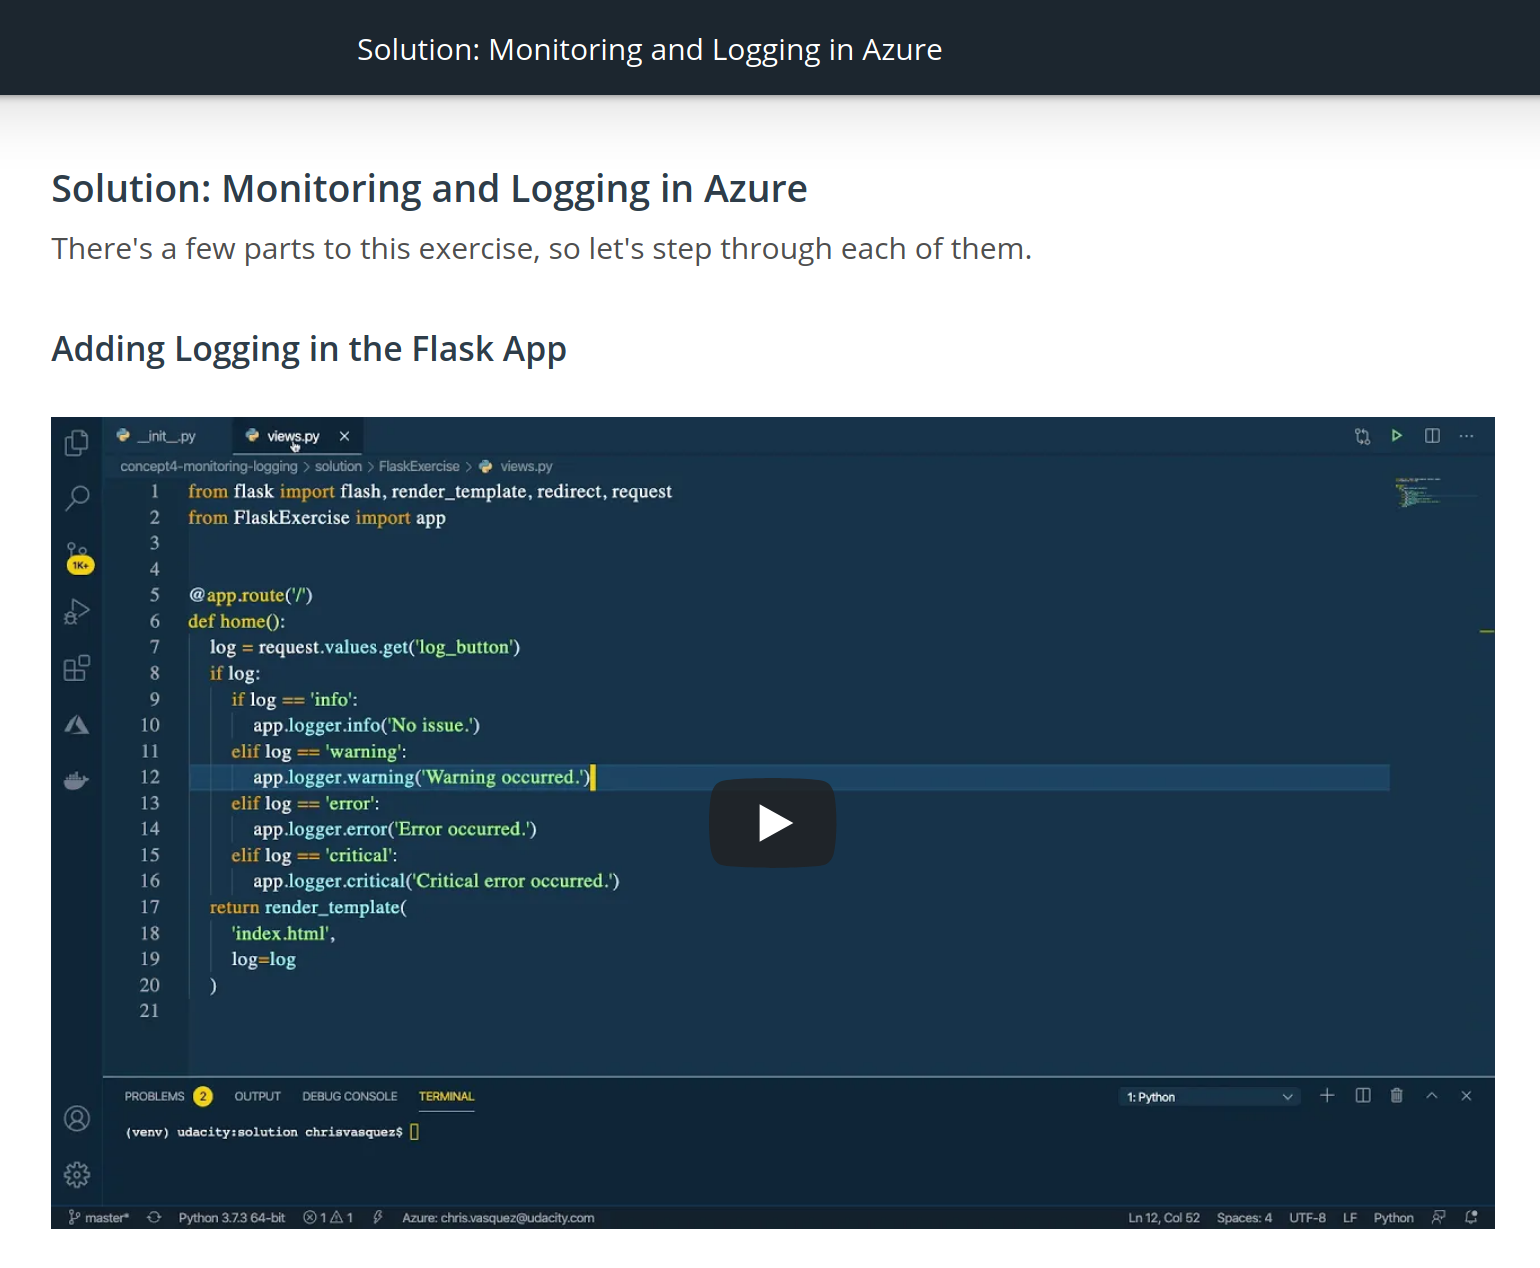 Solution: Monitoring and Logging in Azure
Solution: Monitoring and Logging in Azure
There's a few parts to this exercise, so let's step through each of them.
Adding Logging in the Flask App
__init__.py views.py
concept4-monitoring-logging > solution > FlaskExercise > views.py
1 from flask import flash, render_template, redirect, request
2 from FlaskExercise import app
3
4
5 @app.route('/')
6 def home():
7 log = request.values.get('log_button')
8 if log:
9 if log == 'info':
10 app.logger.info('No issue.')
11 elif log == 'warning':
12 app.logger.warning('Warning occurred.')
13 elif log == 'error':
14 app.logger.error('Error occurred.')
15 elif log == 'critical':
16 app.logger.critical('Critical error occurred.')
17 return render_template(
18 'index.html',
19 log=log
20 )
21
1K+
PROBLEMS 2 OUTPUT DEBUG CONSOLE TERMINAL 1: Python
(venv) udacity:solution chrisvasquez$
master* Python 3.7.3 64-bit 1 1 Azure: chris.vasquez@udacity.com Ln 12, Col 52 Spaces: 4 UTF-8 LF Python